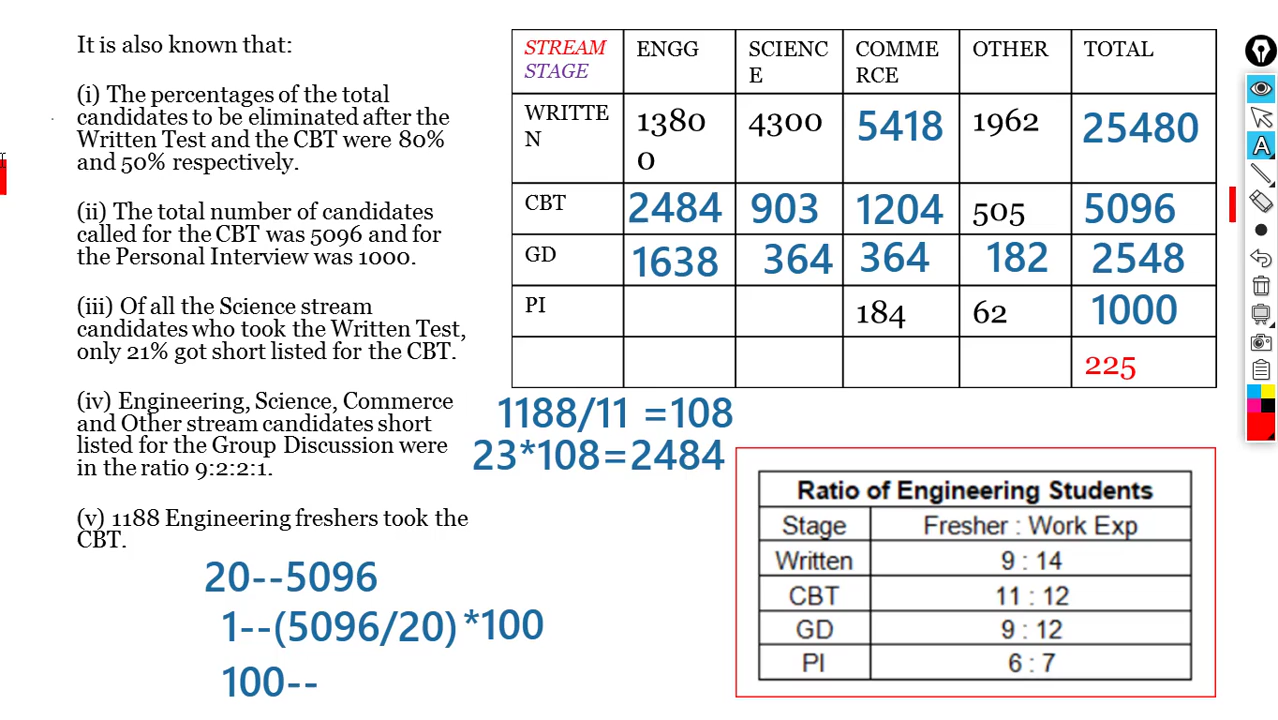 It is also known that:
(i) The percentages of the total
candidates to be eliminated after the
Written Test and the CBT were 80%
and 50% respectively.
(ii) The total number of candidates
called for the CBT was 5096 and for
the Personal Interview was 1000.
(iii) Of all the Science stream
candidates who took the Written Test,
only 21% got short listed for the CBT.
(iv) Engineering, Science, Commerce
and Other stream candidates short
listed for the Group Discussion were
in the ratio 9:2:2:1.
(v) 1188 Engineering freshers took the
CBT.
20--5096
1--(5096/20) *100
100--
STREAM ENGG SCIENC COMME OTHER TOTAL
STAGE E RCE
WRITTE 1380 4300 5418 1962 25480
N 0
CBT 2484 903 1204 505 5096
GD 1638 364 364 182 2548
PI 184 62 1000
225
1188/11 =108
23*108=2484
Ratio of Engineering Students
Stage Fresher : Work Exp
Written 9 : 14
CBT 11 : 12
GD 9 : 12
PI 6 : 7
A